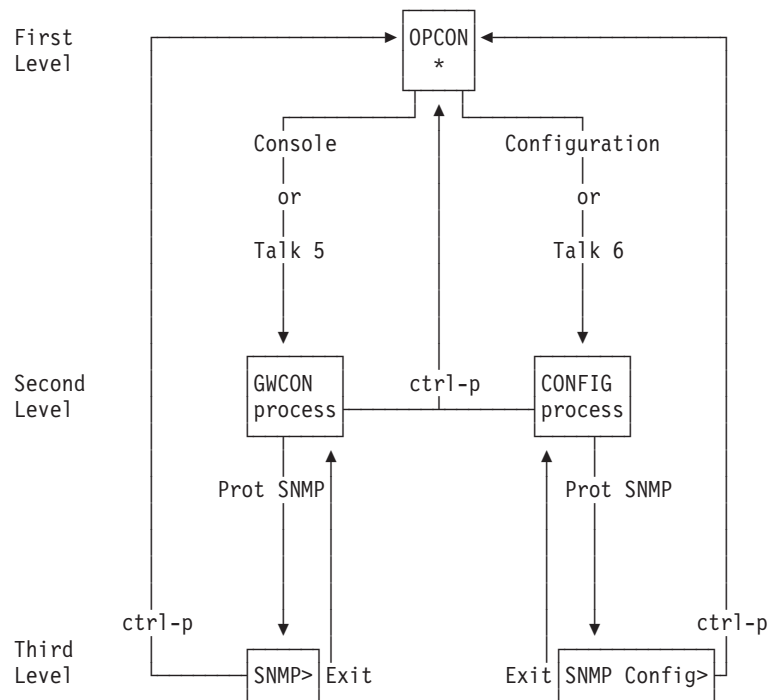 First
Level
OPCON
*
Console
Configuration
or
or
Talk 5
Talk 6
Second
Level
GWCON
process
ctrl-p
CONFIG
process
Prot SNMP
Prot SNMP
ctrl-p
ctrl-p
Third
Level
SNMP>
Exit
Exit
SNMP Config>